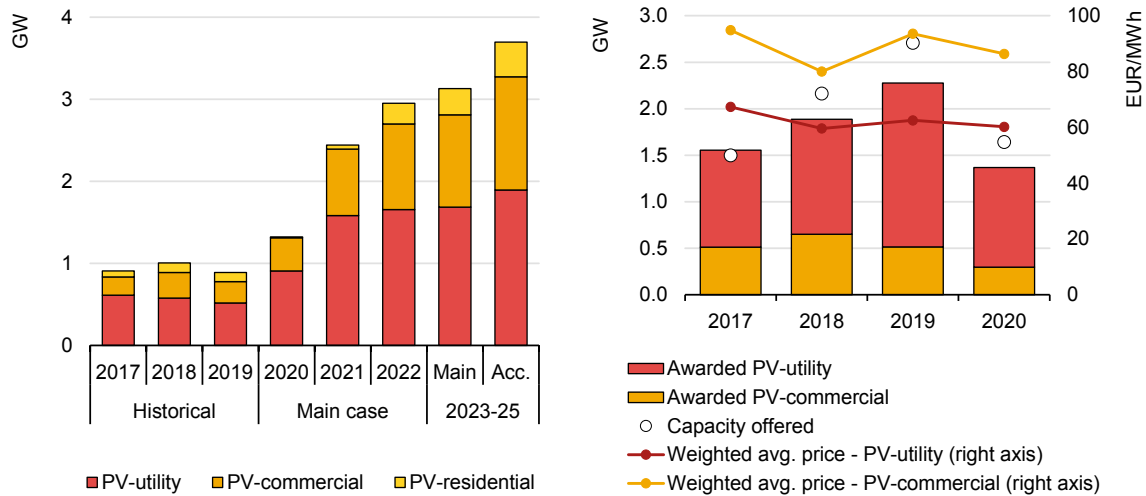 GW
4
3
2
1
0
2017 2018 2019 2020 2021 2022 Main Acc.
Historical Main case 2023-25
PV-utility PV-commercial PV-residential
GW
3.0
2.5
2.0
1.5
1.0
0.5
0.0
EUR/MWh
100
80
60
40
20
0
2017 2018 2019 2020
Awarded PV-utility
Awarded PV-commercial
Capacity offered
Weighted avg. price - PV-utility (right axis)
Weighted avg. price - PV-commercial (right axis)